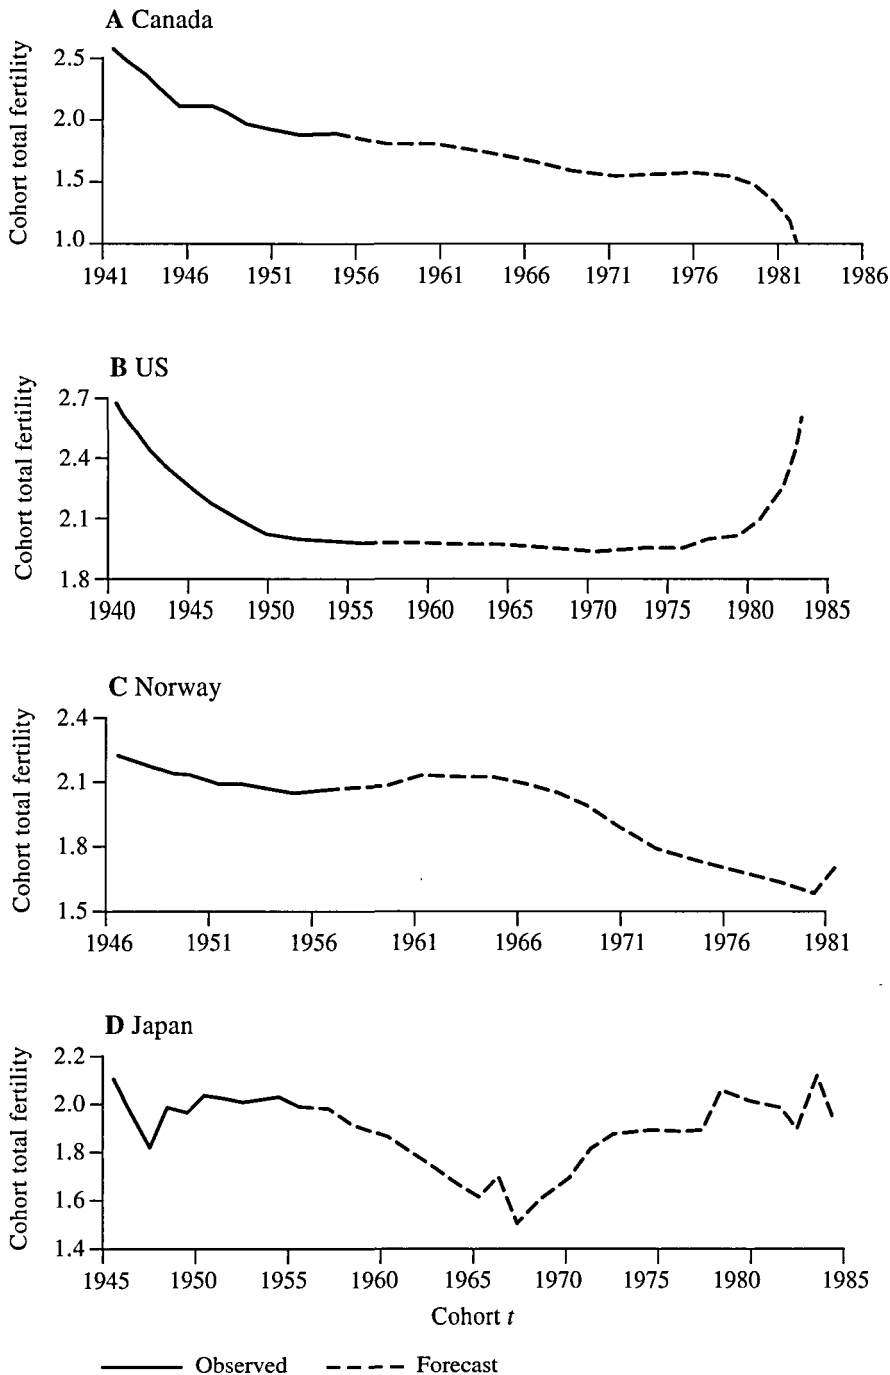 A Canada
Cohort total fertility
2.5
2.0
1.5
1.0
1941 1946 1951 1956 1961 1966 1971 1976 1981 1986
B US
Cohort total fertility
2.7
2.4
2.1
1.8
1940 1945 1950 1955 1960 1965 1970 1975 1980 1985
C Norway
Cohort total fertility
2.4
2.1
1.8
1.5
1946 1951 1956 1961 1966 1971 1976 1981
D Japan
Cohort total fertility
2.2
2.0
1.8
1.6
1.4
1945 1950 1955 1960 1965 1970 1975 1980 1985
Cohort t
Observed Forecast